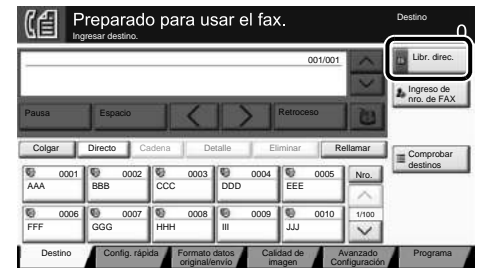 Preparado para usar el fax.
Ingresar destino.
Destino
0
001/001
Libr. direc.
Ingreso de
nro. de FAX
Pausa
Espacio
Retroceso
Colgar
Directo
Cadena
Detalle
Eliminar
Rellamar
Comprobar
destinos
0001
AAA
0002
BBB
0003
CCC
0004
DDD
0005
EEE
Nro.
0006
FFF
0007
GGG
0008
HHH
0009
III
0010
JJJ
1/100
Destino
Config. rápida
Formato datos
original/envío
Calidad de
imagen
Avanzado
Configuración
Programa